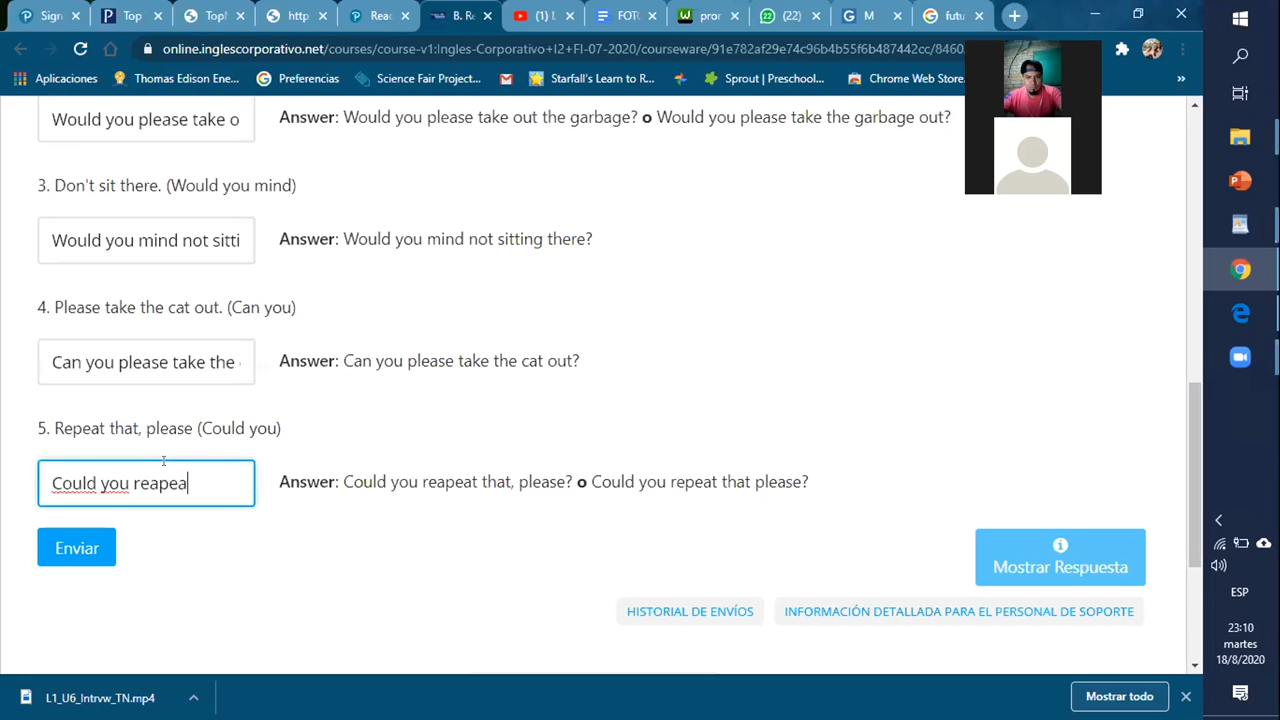 Sign
Top
Top!
http
Reac
B. Re
(1) L
FOT
pror
(22)
M
futu
online.inglescorporativo.net/courses/course-v1:Ingles-Corporativo+I2+FI-07-2020/courseware/91e782af29e74c96b4b55f6b487442cc/8460
Aplicaciones
Thomas Edison Ene...
Preferencias
Science Fair Project...
Starfall's Learn to R...
Sprout | Preschool...
Chrome Web Store
»
Would you please take o
Answer: Would you please take out the garbage? o Would you please take the garbage out?
3. Don't sit there. (Would you mind)
Would you mind not sitti
Answer: Would you mind not sitting there?
4. Please take the cat out. (Can you)
Can you please take the
Answer: Can you please take the cat out?
5. Repeat that, please (Could you)
Could you reapea
Answer: Could you reapeat that, please? o Could you repeat that please?
Enviar
Mostrar Respuesta
HISTORIAL DE ENVÍOS
INFORMACIÓN DETALLADA PARA EL PERSONAL DE SOPORTE
ESP
23:10
martes
18/8/2020
L1_U6_Intrvw_TN.mp4
Mostrar todo